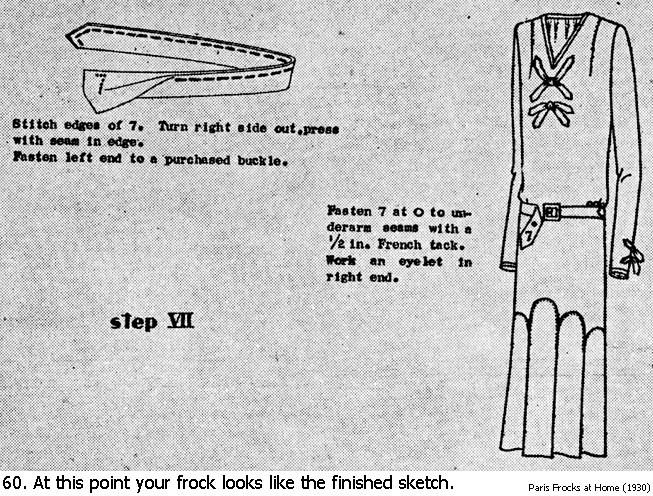 7
Stitch edges of 7. Turn right side out,press
with seam in edge.
Fasten left end to a purchased buckle.
Fasten 7 at O to un-
derarm seams with a
1/2 in. French tack.
Work an eyelet in
right end.
7
step VII
60. At this point your frock looks like the finished sketch.
Paris Frocks at Home (1930)